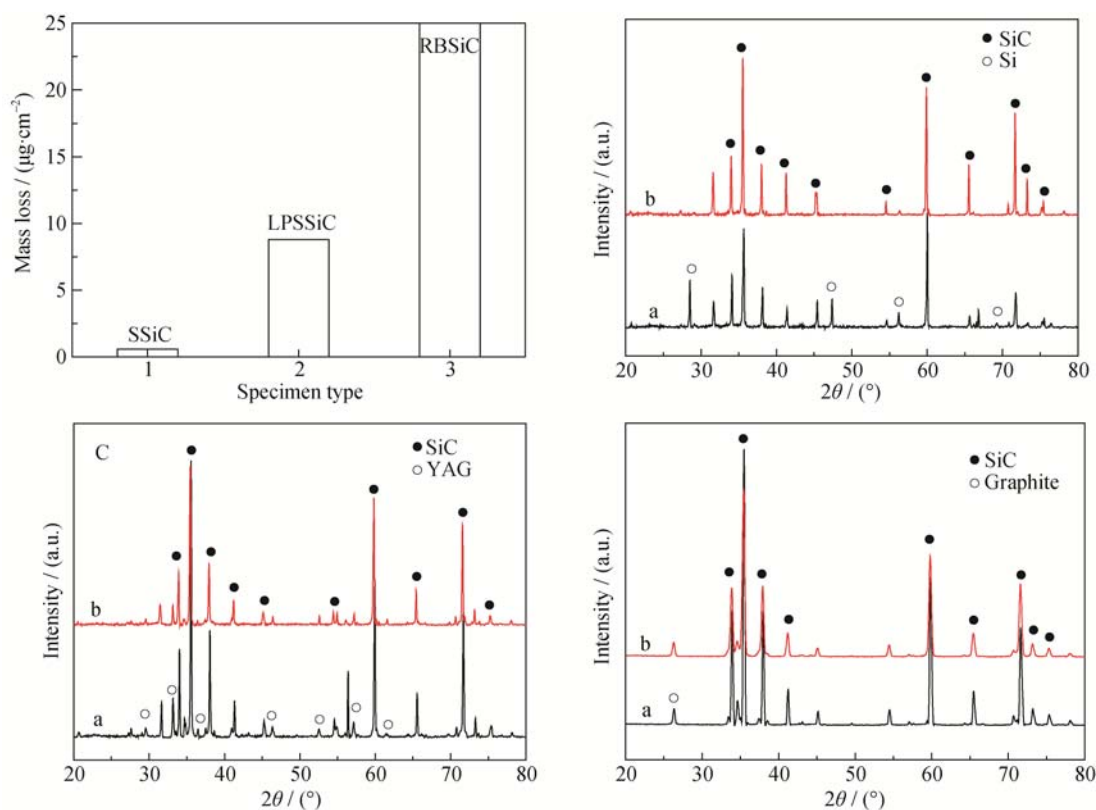 25
20
15
10
5
0
Mass loss / (μg·cm⁻²)
SSiC
LPSSiC
RBSiC
1 2 3
Specimen type
● SiC
○ Si
Intensity / (a.u.)
b
a
20 30 40 50 60 70 80
2θ / (°)
C
● SiC
○ YAG
Intensity / (a.u.)
b
a
20 30 40 50 60 70 80
2θ / (°)
● SiC
○ Graphite
Intensity / (a.u.)
b
a
20 30 40 50 60 70 80
2θ / (°)